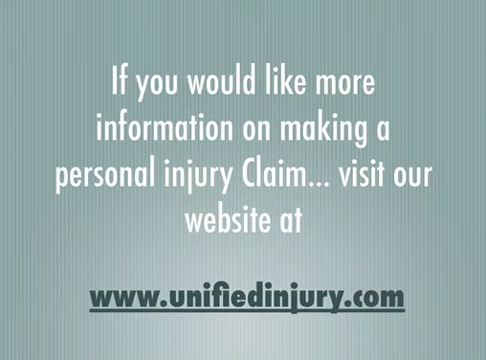 If you would like more
information on making a
personal injury Claim... visit our
website at
www.unifiedinjury.com